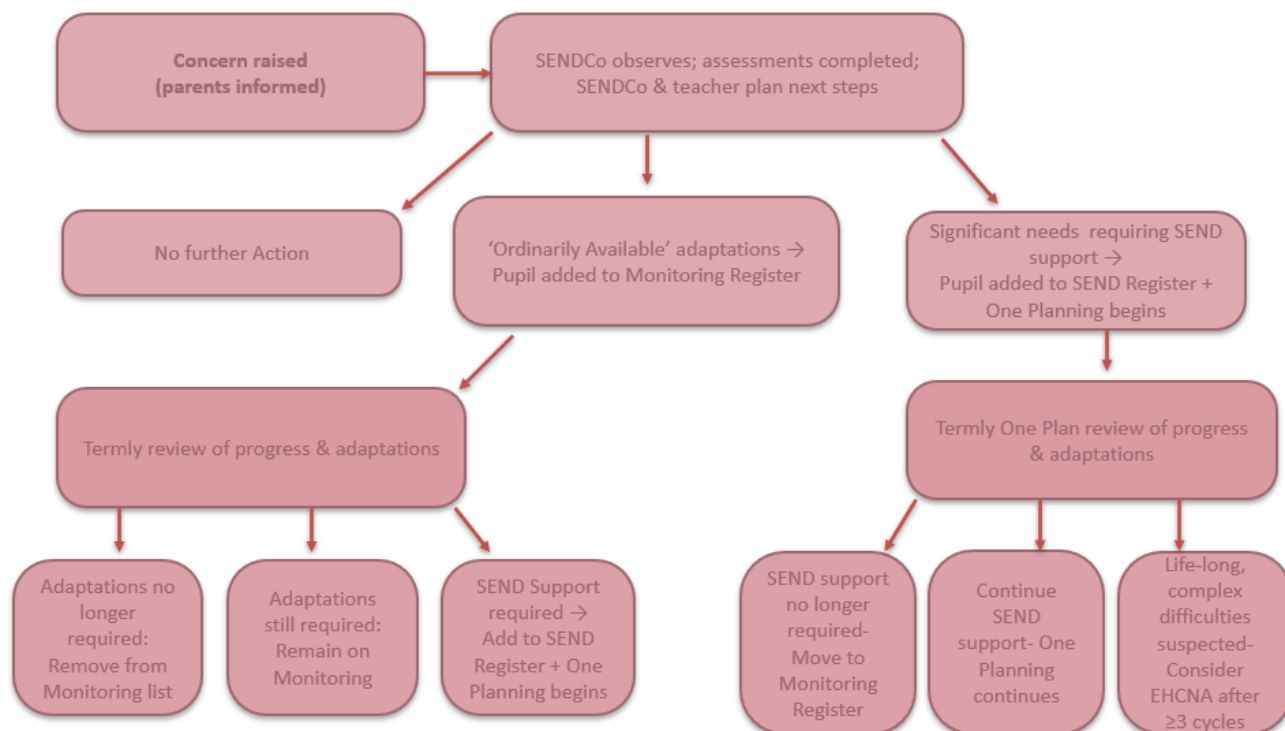 Concern raised
(parents informed)
SENDCo observes; assessments completed;
SENDCo & teacher plan next steps
No further Action
‘Ordinarily Available’ adaptations →
Pupil added to Monitoring Register
Significant needs  requiring SEND
support →
Pupil added to SEND Register +
One Planning begins
Termly review of progress & adaptations
Termly One Plan review of progress
& adaptations
Adaptations no
longer
required:
Remove from
Monitoring list
Adaptations
still required:
Remain on
Monitoring
SEND Support
required →
Add to SEND
Register + One
Planning begins
SEND support
no longer
required-
Move to
Monitoring
Register
Continue
SEND
support- One
Planning
continues
Life-long,
complex
difficulties
suspected-
Consider
EHCNA after
≥3 cycles